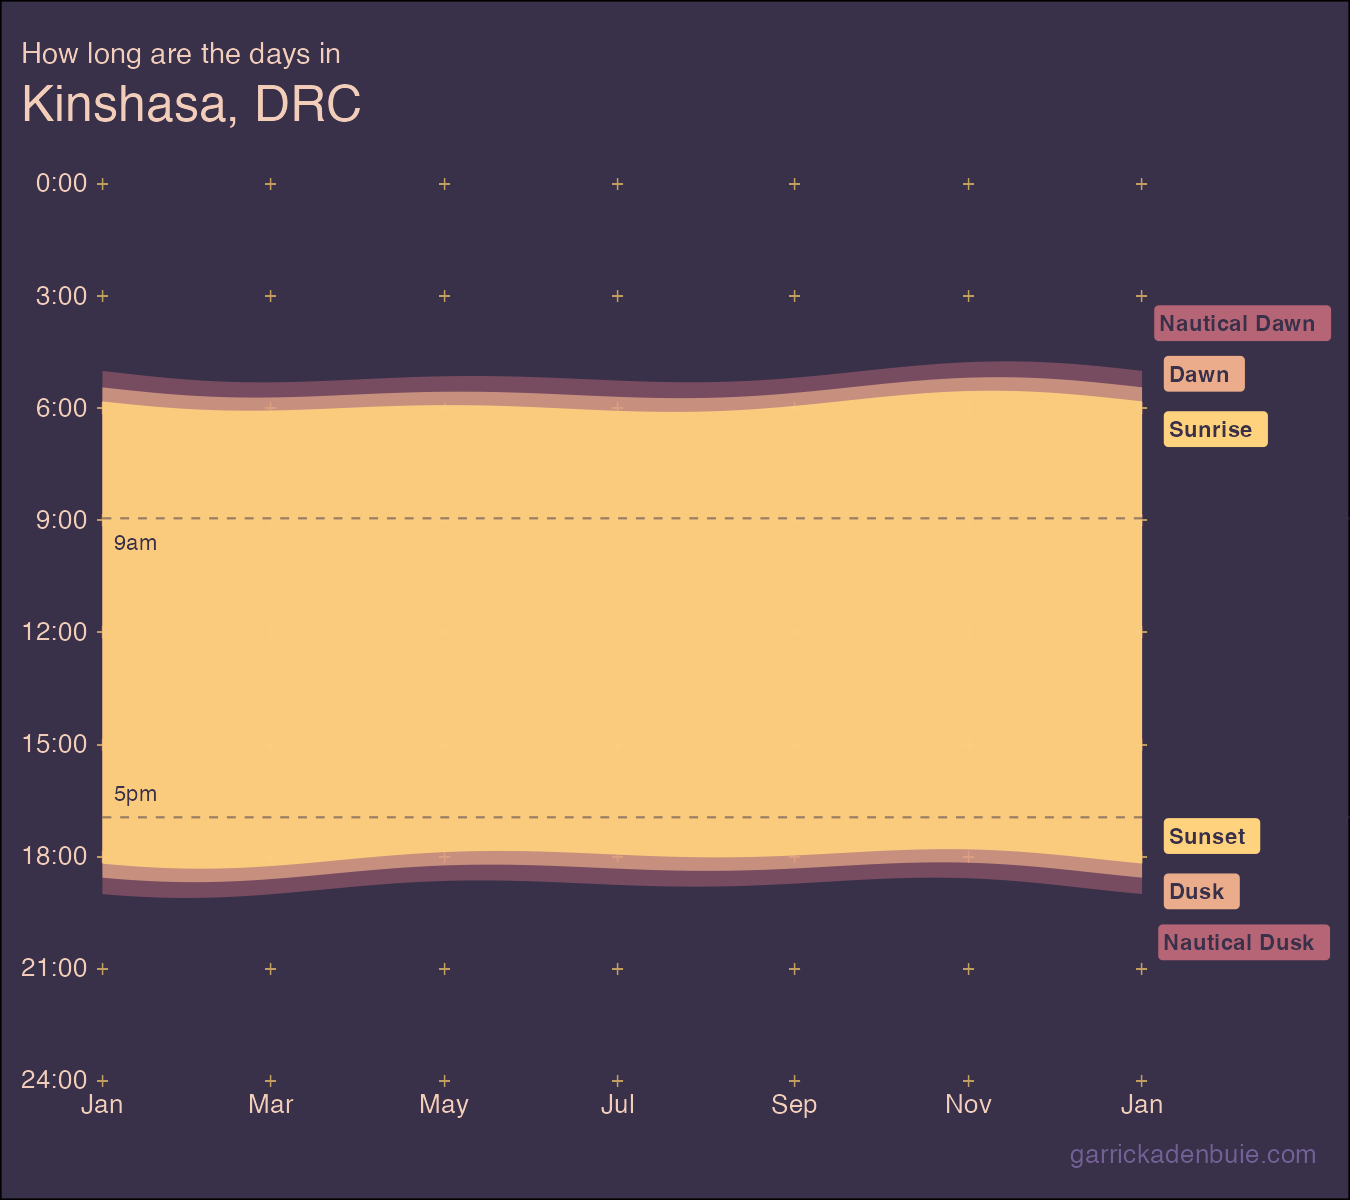 How long are the days in
Kinshasa, DRC
0:00
3:00
Nautical Dawn
Dawn
6:00
Sunrise
9:00
9am
12:00
15:00
5pm
Sunset
18:00
Dusk
Nautical Dusk
21:00
24:00
Jan Mar May Jul Sep Nov Jan
garrickadenbuie.com